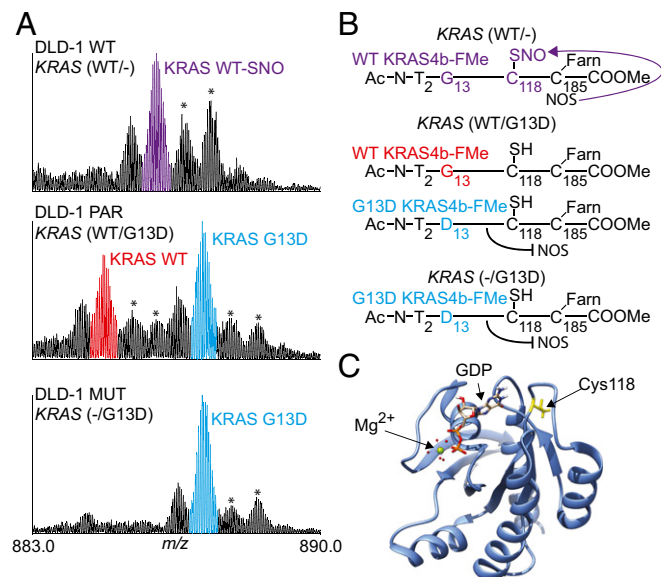 A
DLD-1 WT
KRAS (WT/-)
KRAS WT-SNO
*
*
DLD-1 PAR
KRAS (WT/G13D)
KRAS WT
KRAS G13D
*
*
*
*
DLD-1 MUT
KRAS (-/G13D)
KRAS G13D
*
*
883.0
m/z
890.0
B
KRAS (WT/-)
WT KRAS4b-FMe
SNO
Farn
Ac-N-T2 G13 C118 C185 COOMe
NOS
KRAS (WT/G13D)
WT KRAS4b-FMe
SH
Farn
Ac-N-T2 G13 C118 C185 COOMe
G13D KRAS4b-FMe
SH
Farn
Ac-N-T2 D13 C118 C185 COOMe
NOS
KRAS (-/G13D)
G13D KRAS4b-FMe
SH
Farn
Ac-N-T2 D13 C118 C185 COOMe
NOS
C
GDP
Cys118
Mg2+